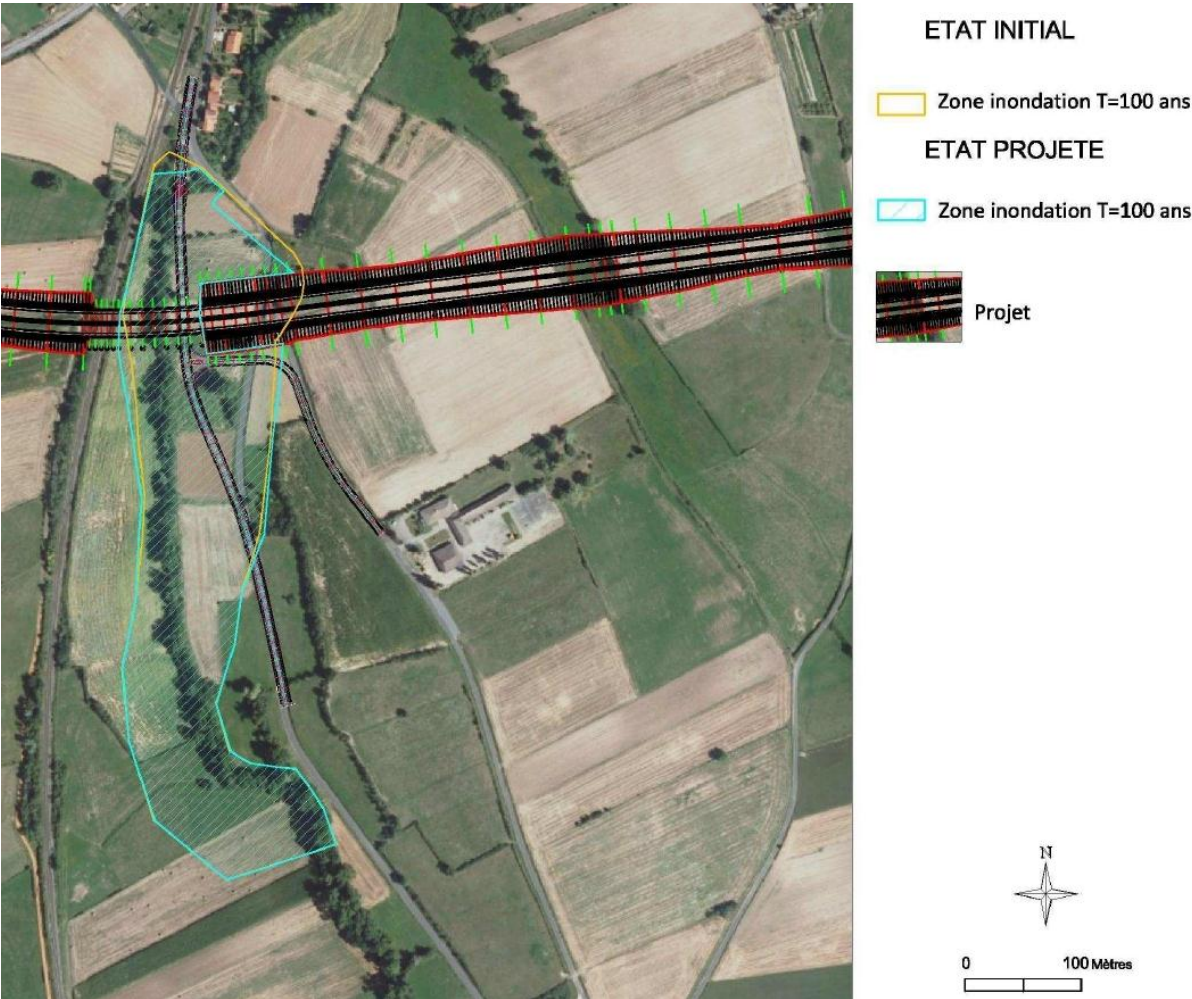 ETAT INITIAL
Zone inondation T=100 ans
ETAT PROJETE
Zone inondation T=100 ans
Projet
N
0 100 Mètres